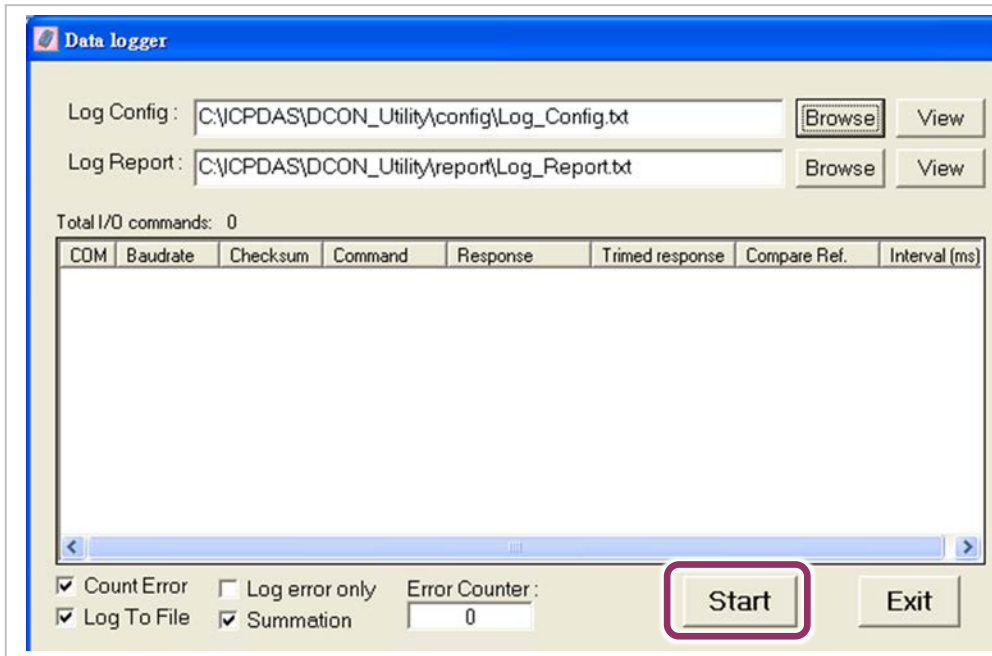 Data logger
Log Config : C:\ICPDAS\DCON_Utility\config\Log_Config.txt Browse View
Log Report : C:\ICPDAS\DCON_Utility\report\Log_Report.txt Browse View
Total I/O commands: 0
COM Baudrate Checksum Command Response Trimed response Compare Ref. Interval (ms)
Count Error Log error only Error Counter :
Log To File Summation 0
Start Exit